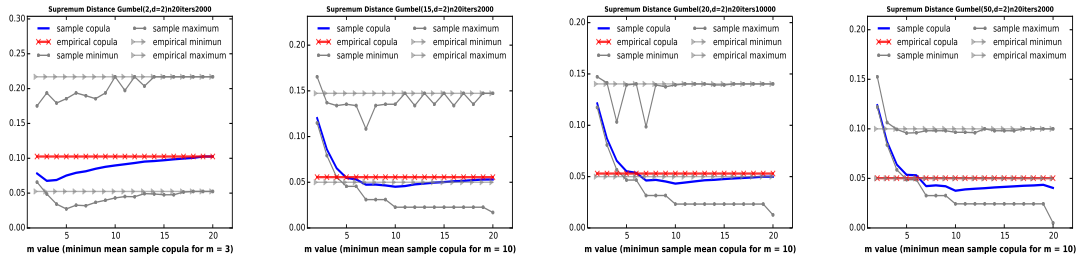 Supremum Distance Gumbel(2,d=2)n20iters2000
0.30
0.25
0.20
0.15
0.10
0.05
0.00
sample copula
empirical copula
sample minimun
sample maximum
empirical minimun
empirical maximum
5
10
15
20
m value (minimun mean sample copula for m = 3)
Supremum Distance Gumbel(15,d=2)n20iters2000
0.20
0.15
0.10
0.05
0.00
sample copula
empirical copula
sample minimun
sample maximum
empirical minimun
empirical maximum
5
10
15
20
m value (minimun mean sample copula for m = 10)
Supremum Distance Gumbel(20,d=2)n20iters10000
0.20
0.15
0.10
0.05
0.00
sample copula
empirical copula
sample minimun
sample maximum
empirical minimun
empirical maximum
5
10
15
20
m value (minimun sample copula for m = 10)
Supremum Distance Gumbel(50,d=2)n20iters2000
0.20
0.15
0.10
0.05
0.00
sample copula
empirical copula
sample minimun
sample maximum
empirical minimun
empirical maximum
5
10
15
20
m value (minimun mean sample copula for m = 10)